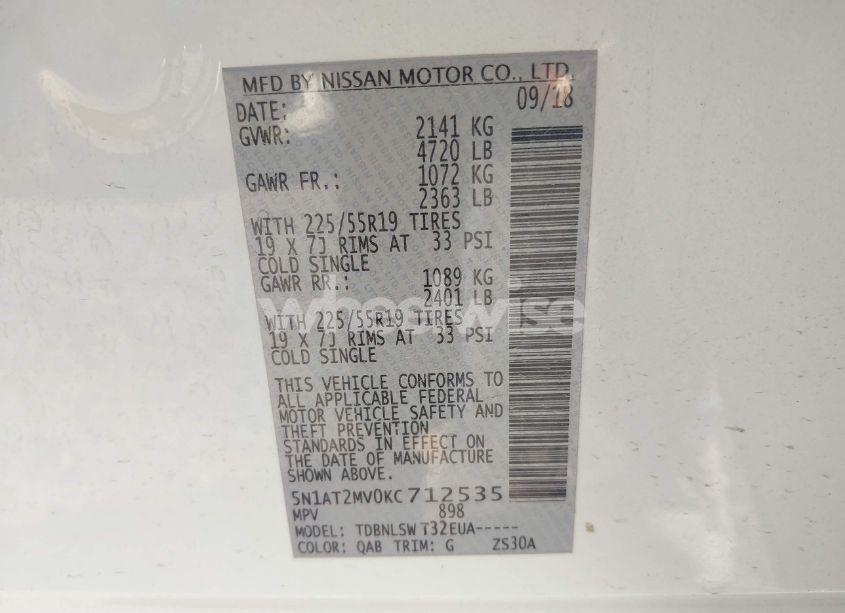 MFD BY NISSAN MOTOR CO., LTD.
DATE: 09/18
GVWR: 2141 KG
4720 LB
GAWR FR.: 1072 KG
2363 LB
WITH 225/55R19 TIRES
19 X 7J RIMS AT 33 PSI
COLD SINGLE
GAWR RR.: 1089 KG
2401 LB
WITH 225/55R19 TIRES
19 X 7J RIMS AT 33 PSI
COLD SINGLE
THIS VEHICLE CONFORMS TO
ALL APPLICABLE FEDERAL
MOTOR VEHICLE SAFETY AND
THEFT PREVENTION
STANDARDS IN EFFECT ON
THE DATE OF MANUFACTURE
SHOWN ABOVE.
5N1AT2MV0KC712535
MPV 898
MODEL: TDBNLSW T32EUA-----
COLOR: QAB TRIM: G ZS30A